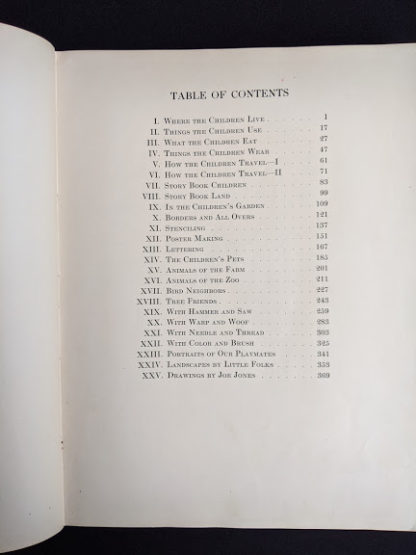 TABLE OF CONTENTS
I. Where the Children Live . . . . . . 1
II. Things the Children Use . . . . . . 17
III. What the Children Eat . . . . . . 27
IV. Things the Children Wear . . . . . . 47
V. How the Children Travel—I . . . . . 61
VI. How the Children Travel—II . . . . . 71
VII. Story Book Children . . . . . . . 83
VIII. Story Book Land . . . . . . . . 99
IX. In the Children's Garden . . . . . . 109
X. Borders and All Overs . . . . . . 121
XI. Stenciling . . . . . . . . . . 137
XII. Poster Making . . . . . . . . . 151
XIII. Lettering . . . . . . . . . . 167
XIV. The Children's Pets . . . . . . . 185
XV. Animals of the Farm . . . . . . . 201
XVI. Animals of the Zoo . . . . . . . 211
XVII. Bird Neighbors . . . . . . . . 227
XVIII. Tree Friends . . . . . . . . . 243
XIX. With Hammer and Saw . . . . . . 259
XX. With Warp and Woof . . . . . . . 283
XXI. With Needle and Thread . . . . . . 303
XXII. With Color and Brush . . . . . . 325
XXIII. Portraits of Our Playmates . . . . . 341
XXIV. Landscapes by Little Folks . . . . . 353
XXV. Drawings by Joe Jones . . . . . . 369